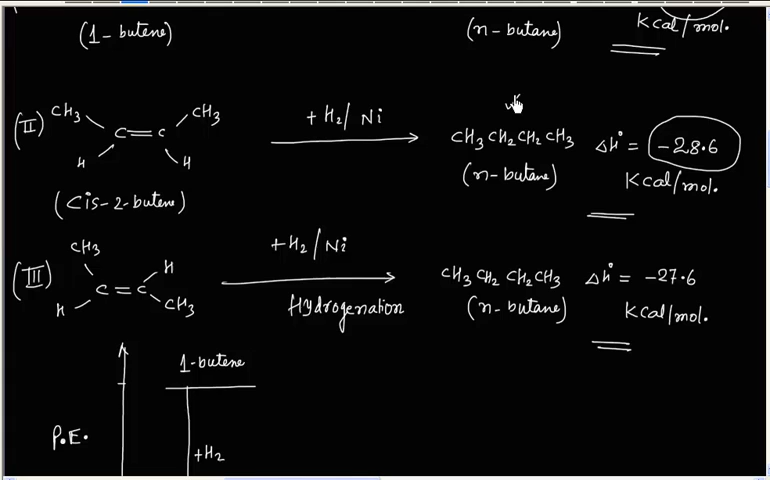 (1-butene) (n-butane) Kcal/mol.
(II) CH3 CH3 C=C H H + H2/Ni CH3CH2CH2CH3 ΔH° = -28.6
(Cis-2-butene) (n-butane) Kcal/mol.
(III) CH3 H C=C H CH3 +H2/Ni CH3CH2CH2CH3 ΔH° = -27.6
Hydrogenation (n-butane) Kcal/mol.
1-butene
P.E.
+H2